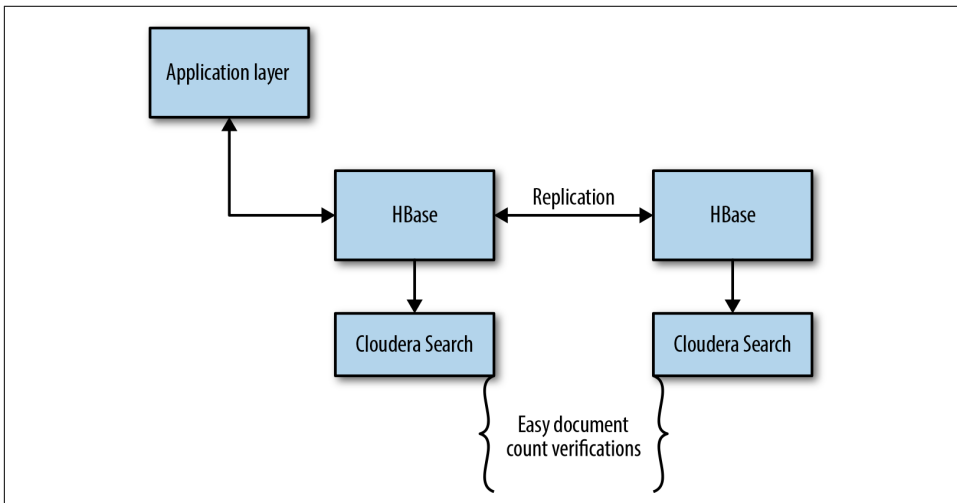 Application layer
HBase
Replication
HBase
Cloudera Search
Cloudera Search
Easy document
count verifications